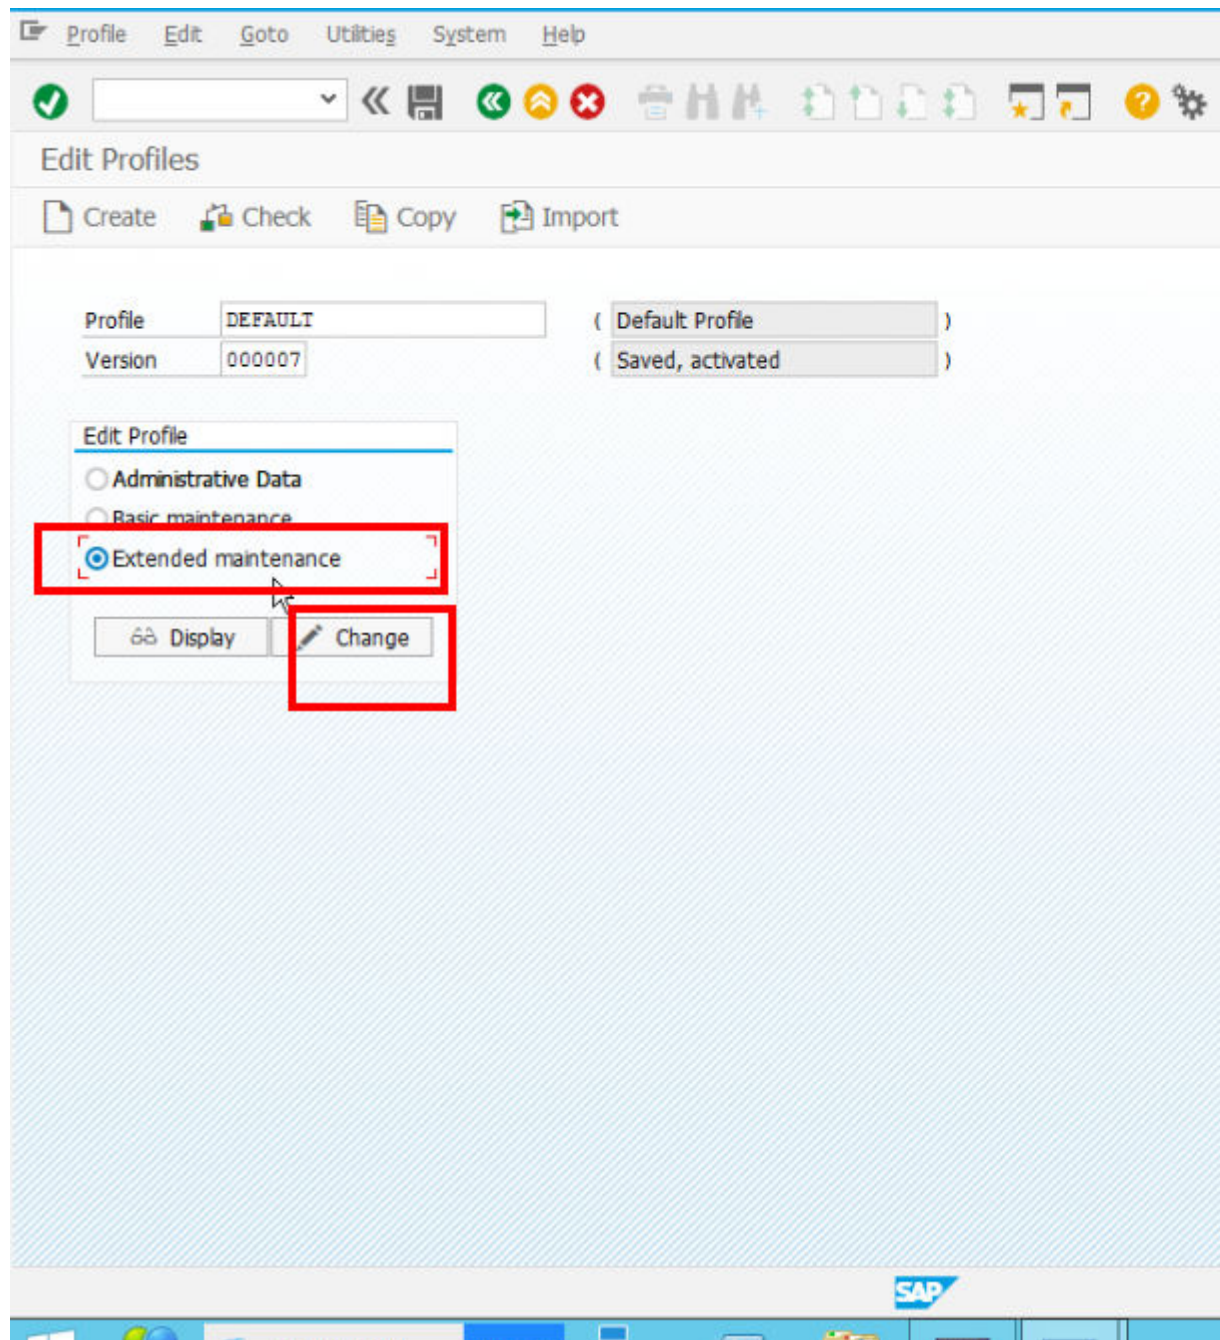 Profile Edit Goto Utilities System Help
Edit Profiles
Create Check Copy Import
Profile DEFAULT ( Default Profile )
Version 000007 ( Saved, activated )
Edit Profile
Administrative Data
Basic maintenance
Extended maintenance
Display Change
SAP